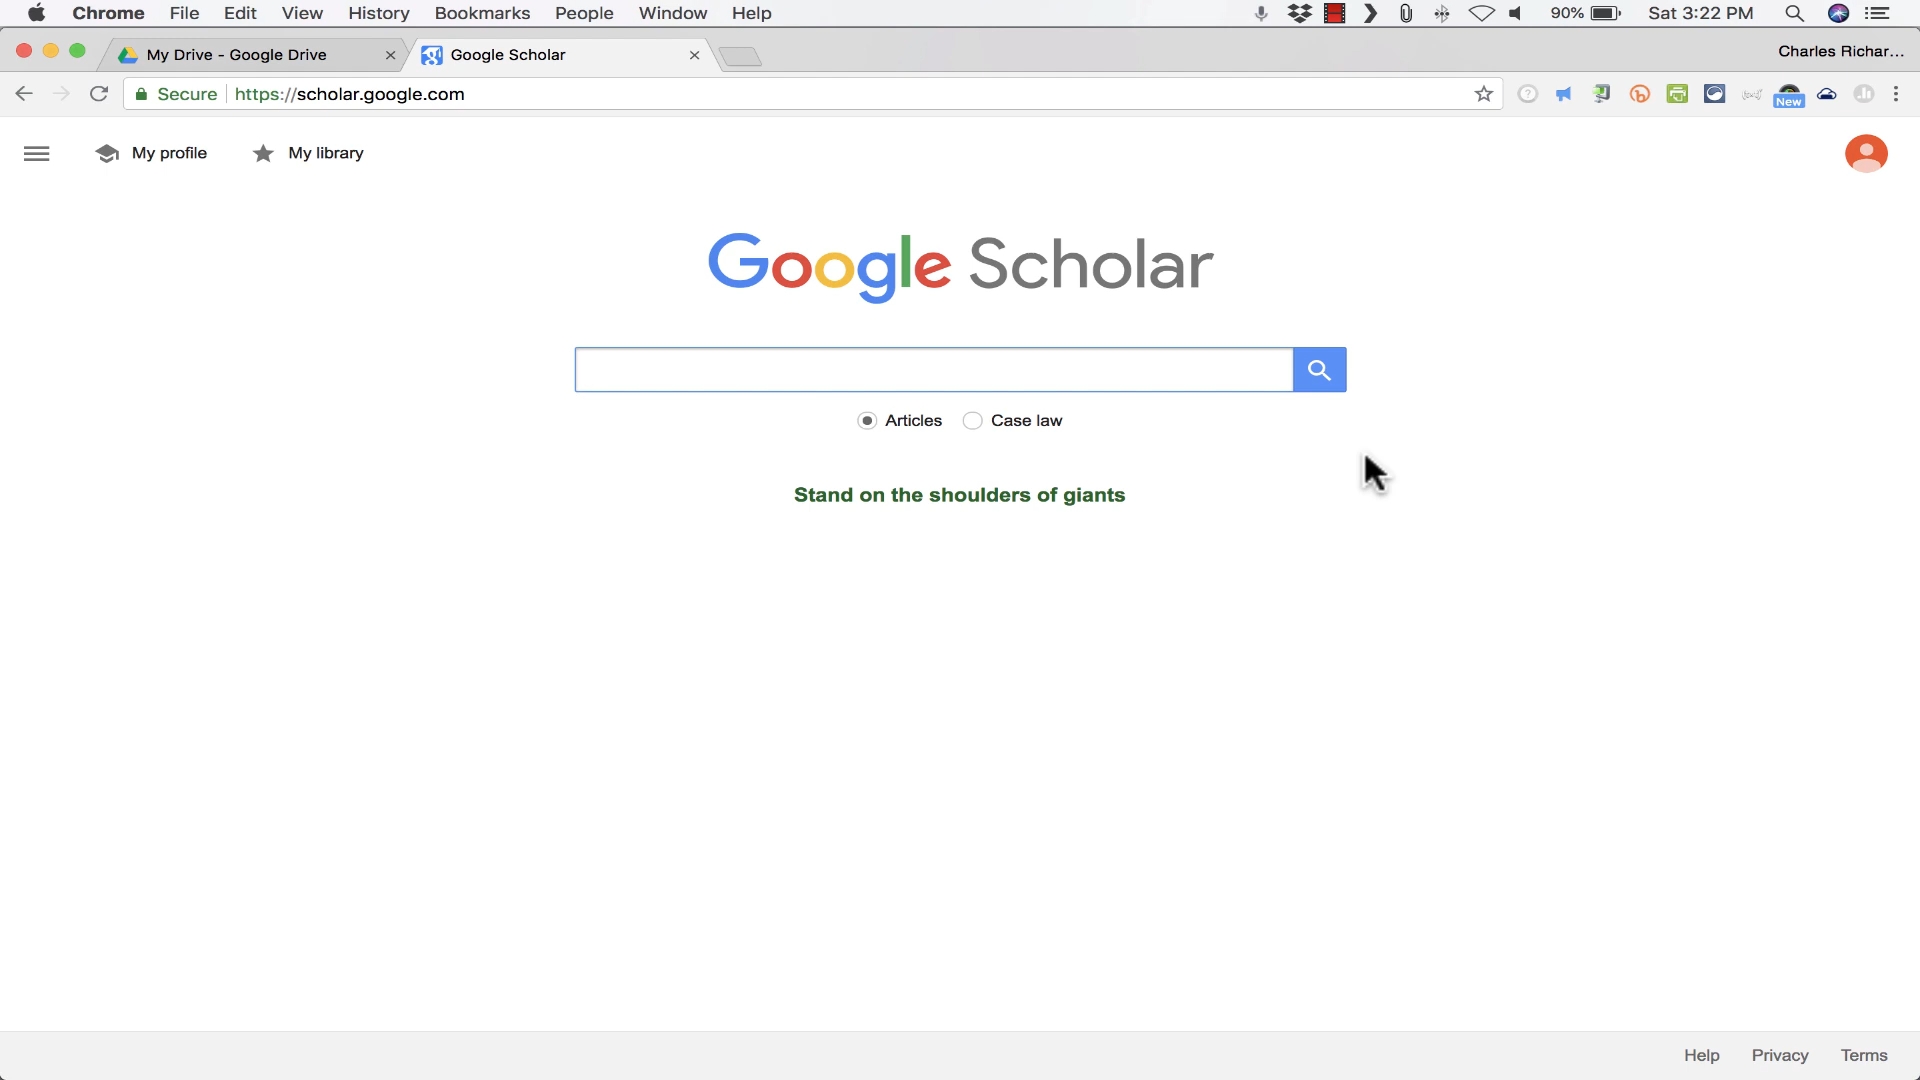 Chrome File Edit View History Bookmarks People Window Help 90% Sat 3:22 PM
My Drive - Google Drive Google Scholar Charles Richar...
Secure https://scholar.google.com
New
My profile My library
Google Scholar
Articles Case law
Stand on the shoulders of giants
Help Privacy Terms